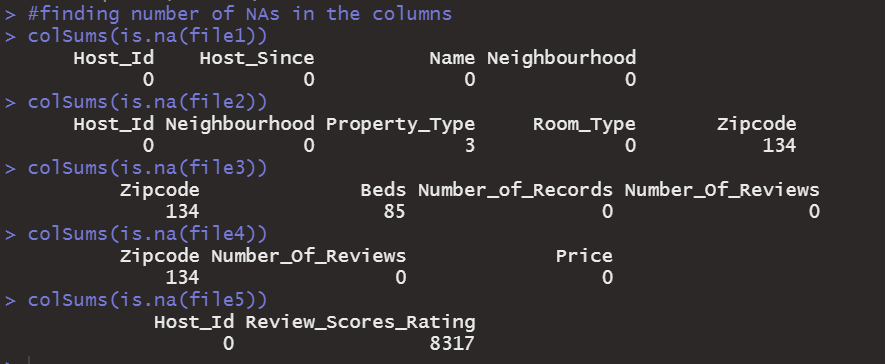 > #finding number of NAs in the columns
> colSums(is.na(file1))
Host_Id Host_Since Name Neighbourhood
0 0 0 0
> colSums(is.na(file2))
Host_Id Neighbourhood Property_Type Room_Type Zipcode
0 0 3 0 134
> colSums(is.na(file3))
Zipcode Beds Number_of_Records Number_Of_Reviews
134 85 0 0
> colSums(is.na(file4))
Zipcode Number_Of_Reviews Price
134 0 0
> colSums(is.na(file5))
Host_Id Review_Scores_Rating
0 8317